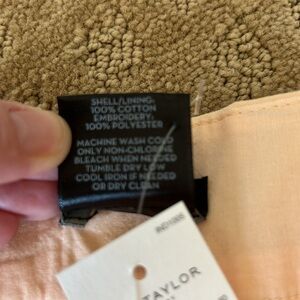 SHELL/LINING:
100% COTTON
EMBROIDERY:
100% POLYESTER
MACHINE WASH COLD
ONLY NON-CHLORINE
BLEACH WHEN NEEDED
TUMBLE DRY LOW
COOL IRON IF NEEDED
OR DRY CLEAN
TAYLOR